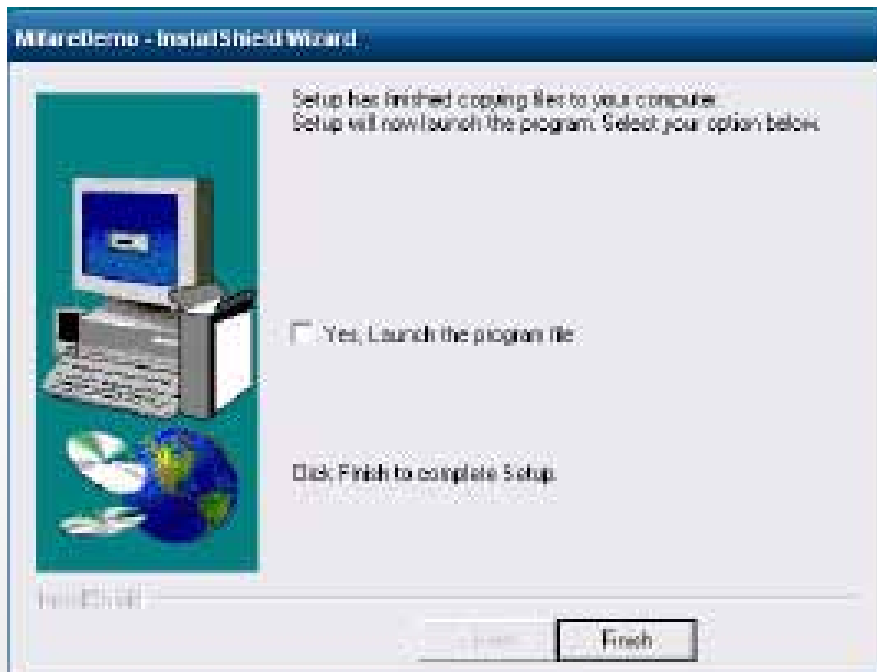 MifareDemo - InstallShield Wizard
Setup has finished copying files to your computer.
Setup will now launch the program. Select your option below.
Yes, Launch the program file
Click Finish to complete Setup.
InstallShield
Finish